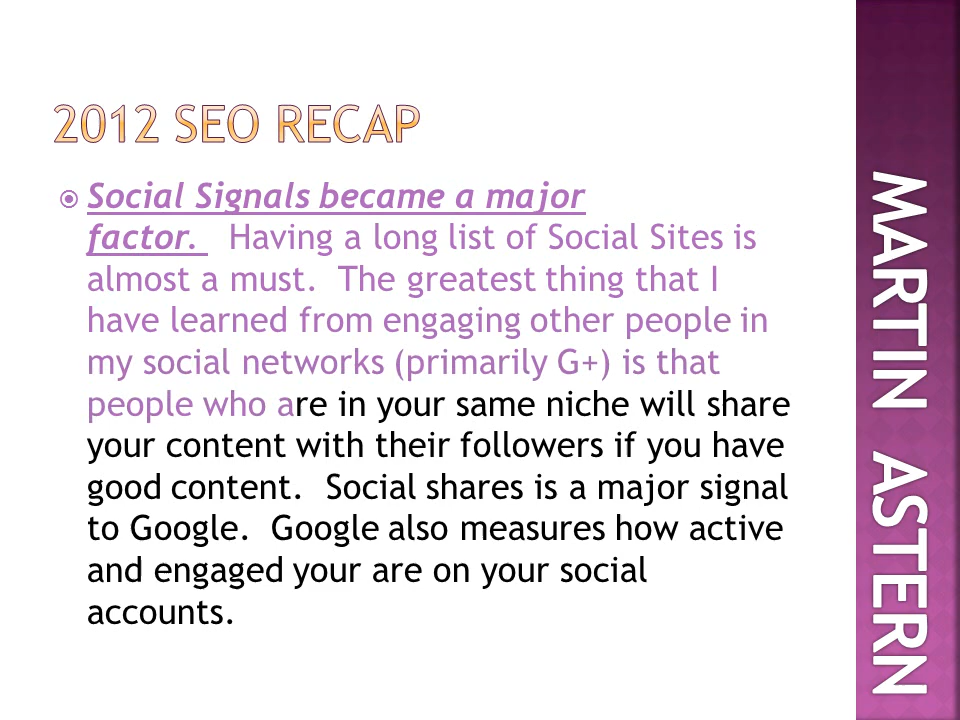 2012 SEO RECAP
Social Signals became a major
factor. Having a long list of Social Sites is
almost a must. The greatest thing that I
have learned from engaging other people in
my social networks (primarily G+) is that
people who are in your same niche will share
your content with their followers if you have
good content. Social shares is a major signal
to Google. Google also measures how active
and engaged your are on your social
accounts.
MARTIN ASTERN